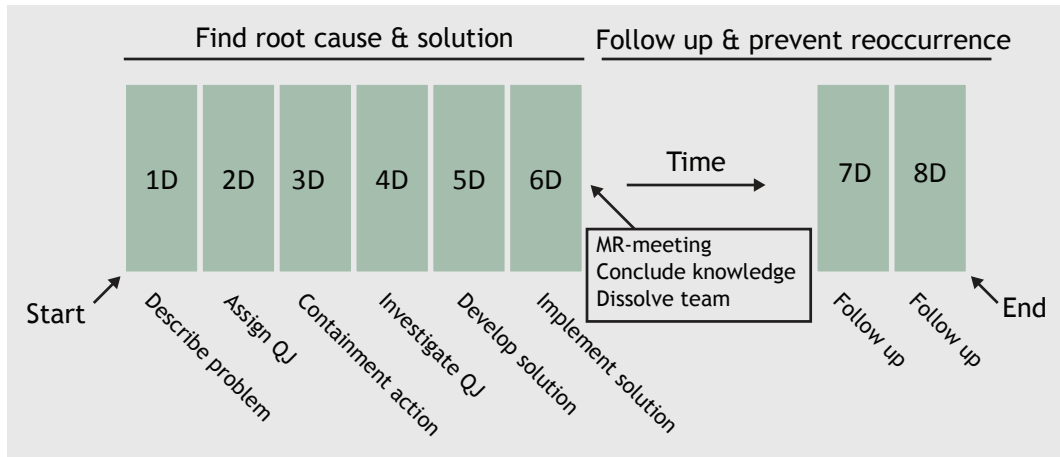 Find root cause & solution
Follow up & prevent reoccurrence
1D
2D
3D
4D
5D
6D
Time
7D
8D
MR-meeting
Conclude knowledge
Dissolve team
Start
End
Describe problem
Assign QJ
Containment action
Investigate QJ
Develop solution
Implement solution
Follow up
Follow up